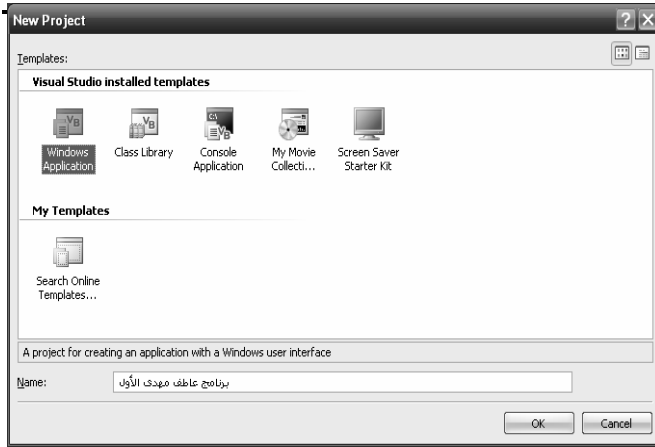 New Project
Templates:
Visual Studio installed templates
Windows Application
Class Library
Console Application
My Movie Collecti...
Screen Saver Starter Kit
My Templates
Search Online Templates...
A project for creating an application with a Windows user interface
Name: برنامج عاطف مهدى الأول
OK Cancel